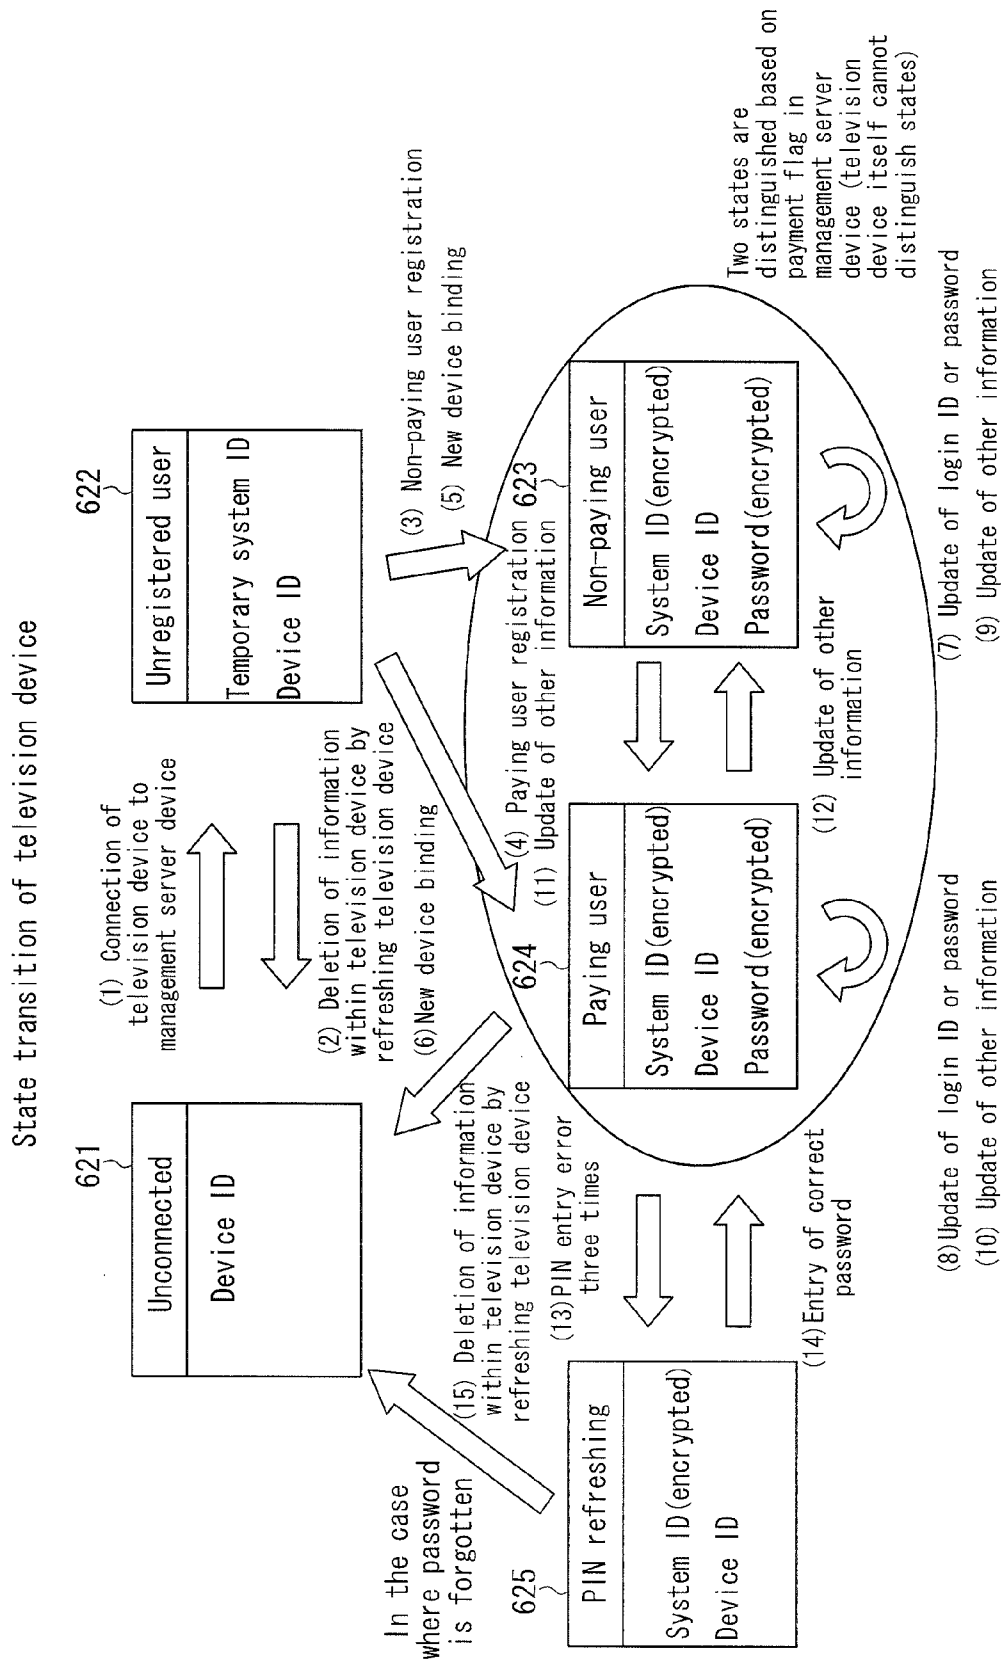 State transition of television device
621
Unconnected
Device ID
(1) Connection of
television device to
management server device
(2) Deletion of information
within television device by
refreshing television device
622
Unregistered user
Temporary system ID
Device ID
In the case
where password
is forgotten
(15) Deletion of information
within television device by
refreshing television device
(6)New device binding
(3) Non-paying user registration
(5) New device binding
(4) Paying user registration
(11) Update of other information
625
PIN refreshing
System ID(encrypted)
Device ID
(13)PIN entry error
three times
(14)Entry of correct
password
624
Paying user
System ID(encrypted)
Device ID
Password(encrypted)
(12) Update of other
information
623
Non-paying user
System ID(encrypted)
Device ID
Password(encrypted)
Two states are
distinguished based on
payment flag in
management server
device (television
device itself cannot
distinguish states)
(8)Update of login ID or password
(10) Update of other information
(7) Update of login ID or password
(9) Update of other information